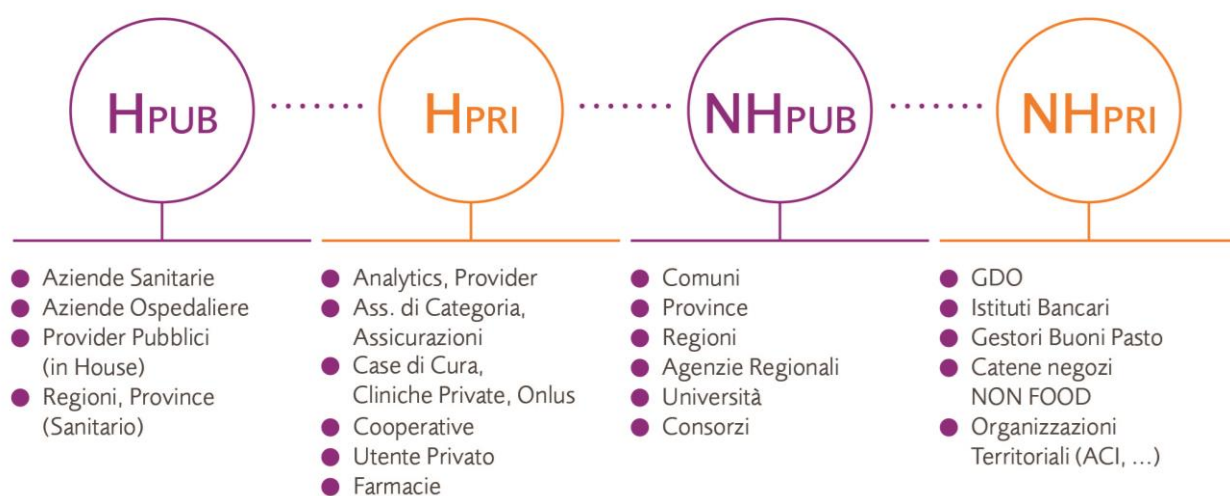 HPUB
HPRI
NHPUB
NHPRI
Aziende Sanitarie
Aziende Ospedaliere
Provider Pubblici
(in House)
Regioni, Province
(Sanitario)
Analytics, Provider
Ass. di Categoria,
Assicurazioni
Case di Cura,
Cliniche Private, Onlus
Cooperative
Utente Privato
Farmacie
Comuni
Province
Regioni
Agenzie Regionali
Università
Consorzi
GDO
Istituti Bancari
Gestori Buoni Pasto
Catene negozi
NON FOOD
Organizzazioni
Territoriali (ACI, ...)